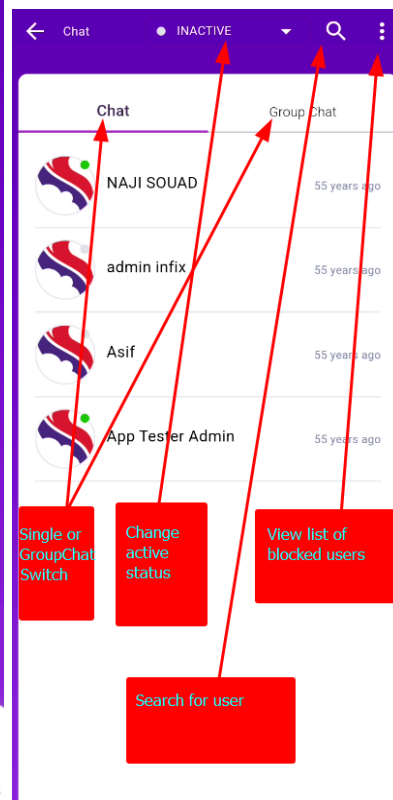 Chat
INACTIVE
Chat
Group Chat
NAJI SOUAD
55 years ago
admin infix
55 years ago
Asif
55 years ago
App Tester Admin
55 years ago
Single or
GroupChat
Switch
Change
active
status
View list of
blocked users
Search for user